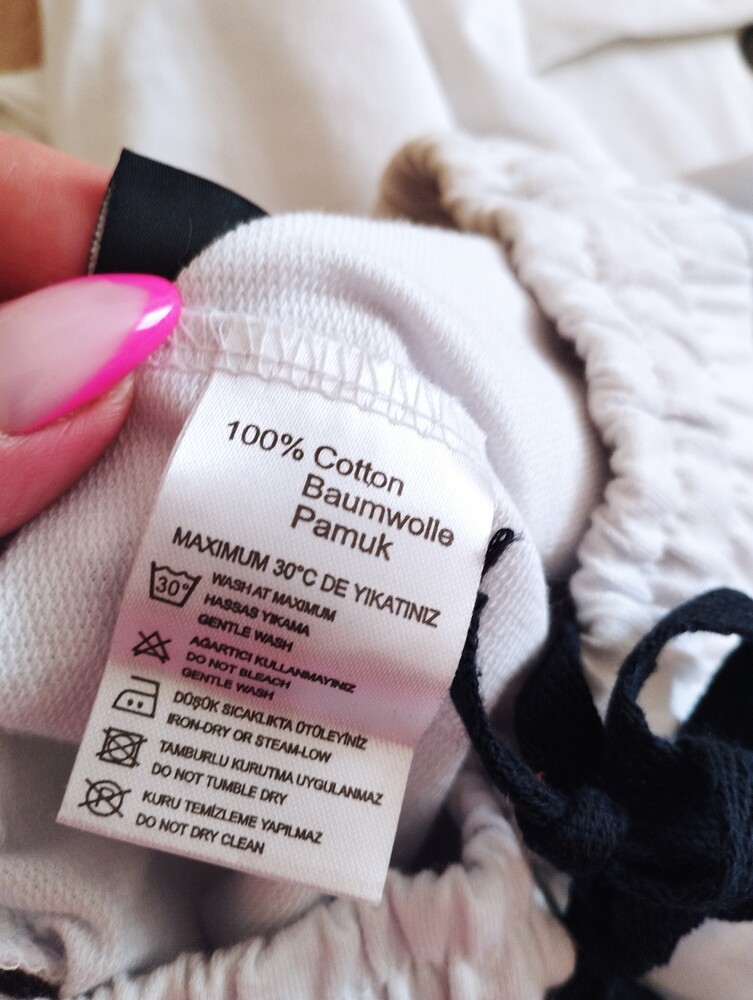 100% Cotton
Baumwolle
Pamuk
MAXIMUM 30°C DE YIKATINIZ
30°
WASH AT MAXIMUM
HASSAS YIKAMA
GENTLE WASH
AĞARTICI KULLANMAYINIZ
DO NOT BLEACH
GENTLE WASH
DÜŞÜK SICAKLIKTA ÜTÜLEYİNİZ
IRON-DRY OR STEAM-LOW
TAMBURLU KURUTMA UYGULANMAZ
DO NOT TUMBLE DRY
P
KURU TEMİZLEME YAPILMAZ
DO NOT DRY CLEAN